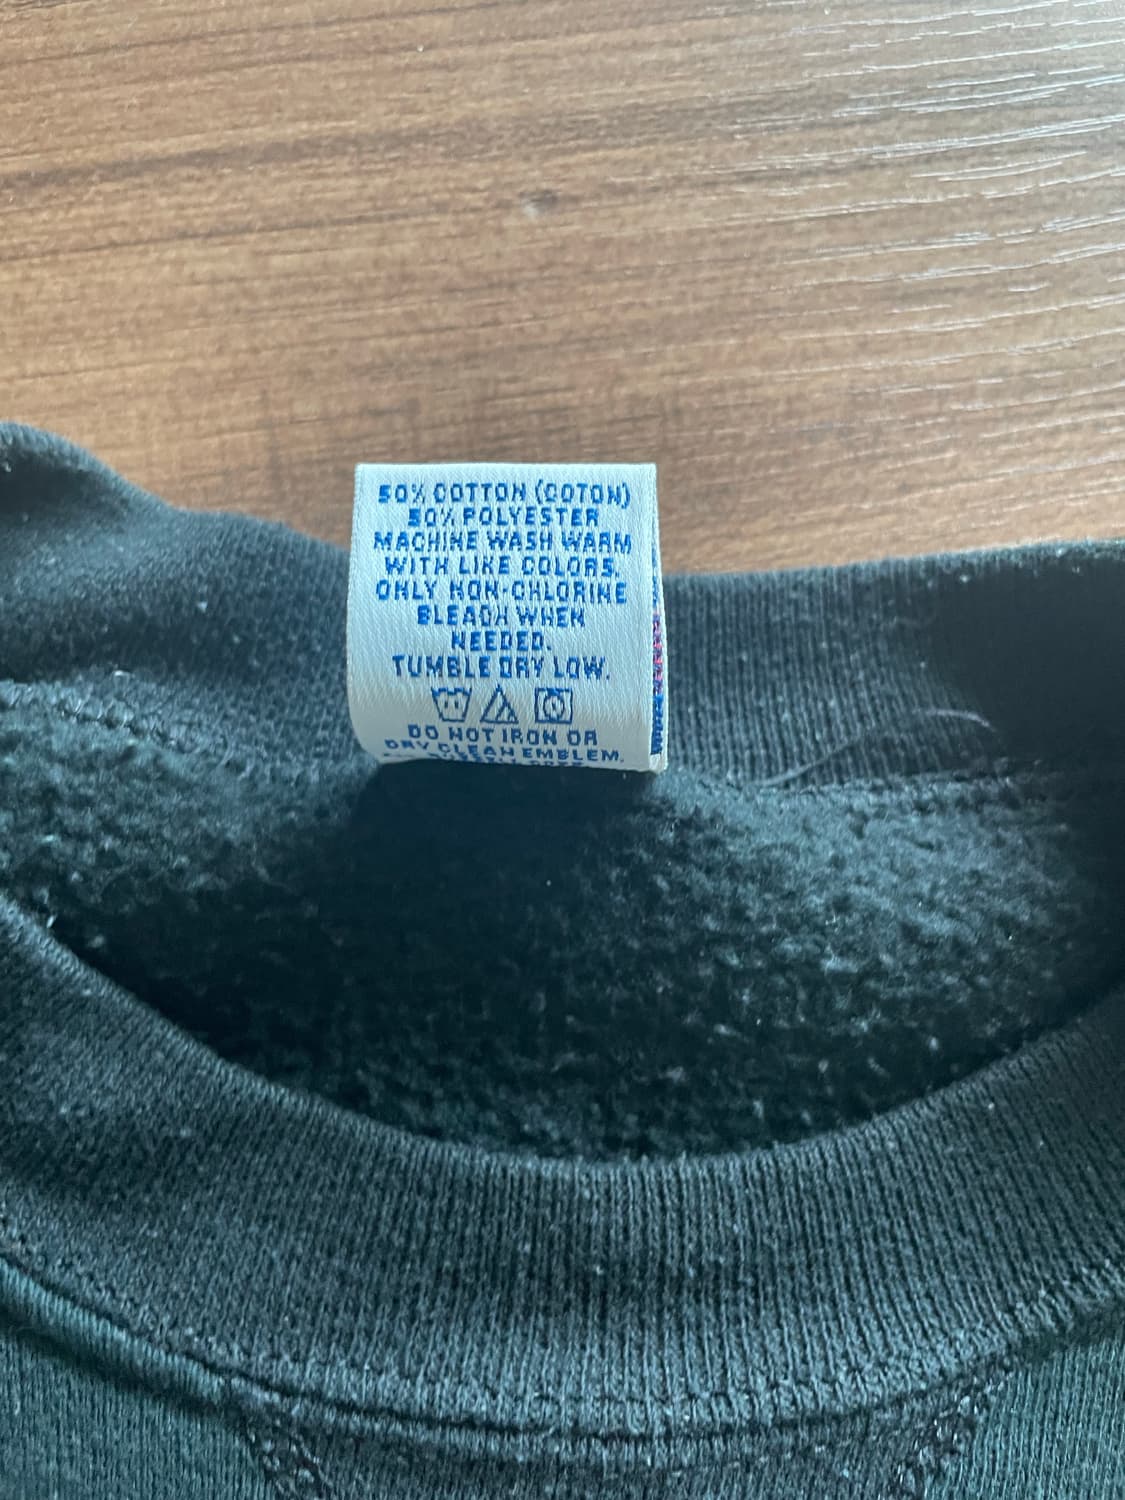 50% COTTON (COTON)
50% POLYESTER
MACHINE WASH WARM
WITH LIKE COLORS.
ONLY NON-CHLORINE
BLEACH WHEN
NEEDED.
TUMBLE DRY LOW.
DO NOT IRON OR
DRY CLEAN EMBLEM.